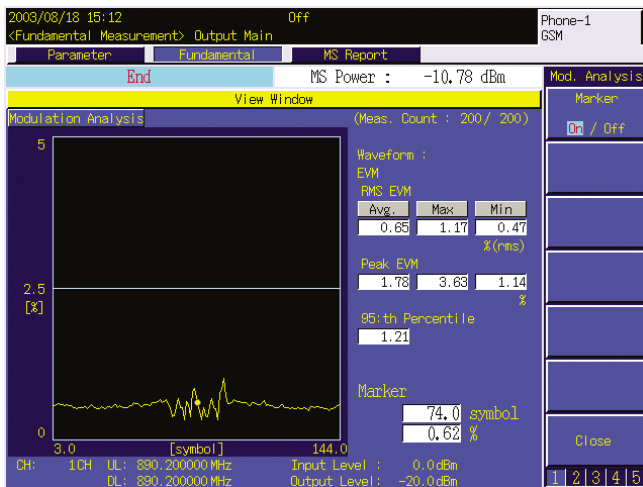 2003/08/18 15:12 Off Phone-1
<Fundamental Measurement> Output Main GSM
Parameter Fundamental MS Report
End MS Power : -10.78 dBm Mod. Analysis
View Window Marker
Modulation Analysis (Meas. Count : 200/ 200) On / Off
5
Waveform :
EVM
RMS EVM
Avg. Max Min
0.65 1.17 0.47
%(rms)
Peak EVM
1.78 3.63 1.14
%
2.5
[%]
95:th Percentile
1.21
Marker
74.0 symbol
0.62 %
0
3.0 [symbol] 144.0
Close
CH: 1CH UL: 890.200000MHz Input Level : 0.0dBm
DL: 890.200000MHz Output Level: -20.0dBm
1 2 3 4 5